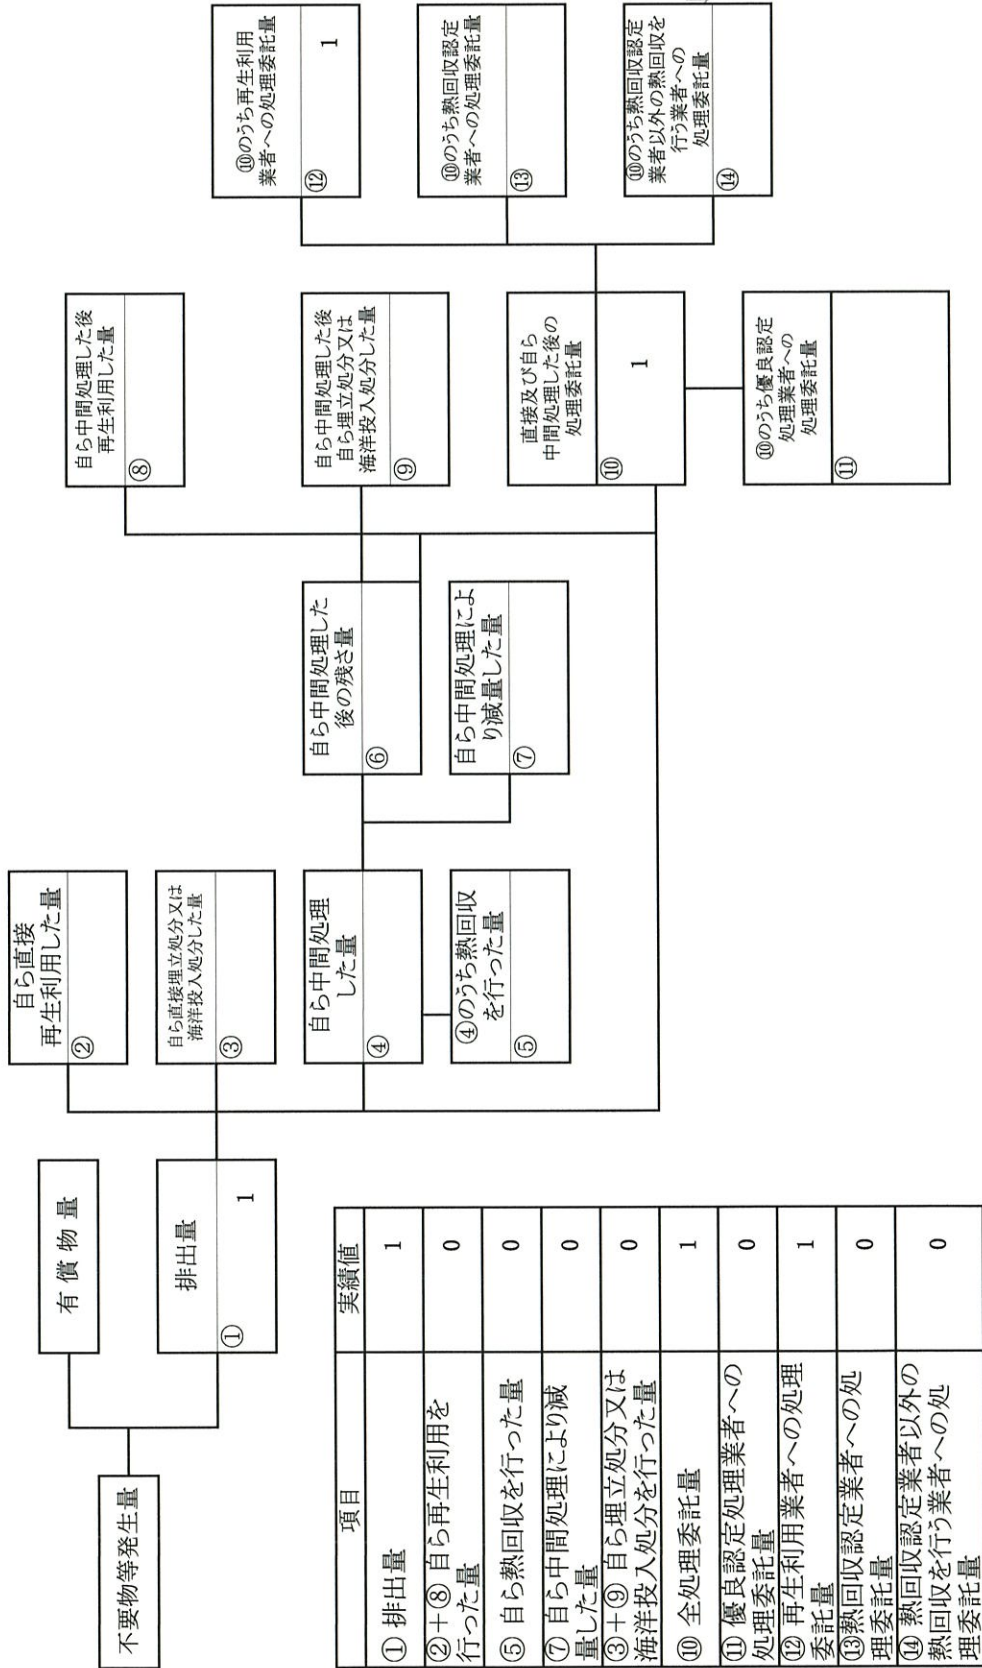 不要物等発生量
有 償 物 量
排出量
①
1
自ら直接
再生利用した量
②
自ら直接埋立処分又は
海洋投入処分した量
③
自ら中間処理
した量
④
④のうち熱回収
を行った量
⑤
自ら中間処理した
後の残さ量
⑥
自ら中間処理によ
り減量した量
⑦
自ら中間処理した後
再生利用した量
⑧
自ら中間処理した後
自ら埋立処分又は
海洋投入処分した量
⑨
直接及び自ら
中間処理した後の
処理委託量
⑩
1
⑩のうち優良認定
処理業者への
処理委託量
⑪
⑩のうち再生利用
業者への処理委託量
⑫
1
⑩のうち熱回収認定
業者への処理委託量
⑬
⑩のうち熱回収認定
業者以外の熱回収を
行う業者への
処理委託量
⑭
項目 実績値
① 排出量 1
②+⑧ 自ら再生利用を
行った量 0
⑤ 自ら熱回収を行った量 0
⑦ 自ら中間処理により減
量した量 0
③+⑨ 自ら埋立処分又は
海洋投入処分を行った量 0
⑩ 全処理委託量 1
⑪ 優良認定処理業者への
処理委託量 0
⑫ 再生利用業者への処理
委託量 1
⑬熱回収認定業者への処
理委託量 0
⑭ 熱回収認定業者以外の
熱回収を行う業者への処
理委託量 0